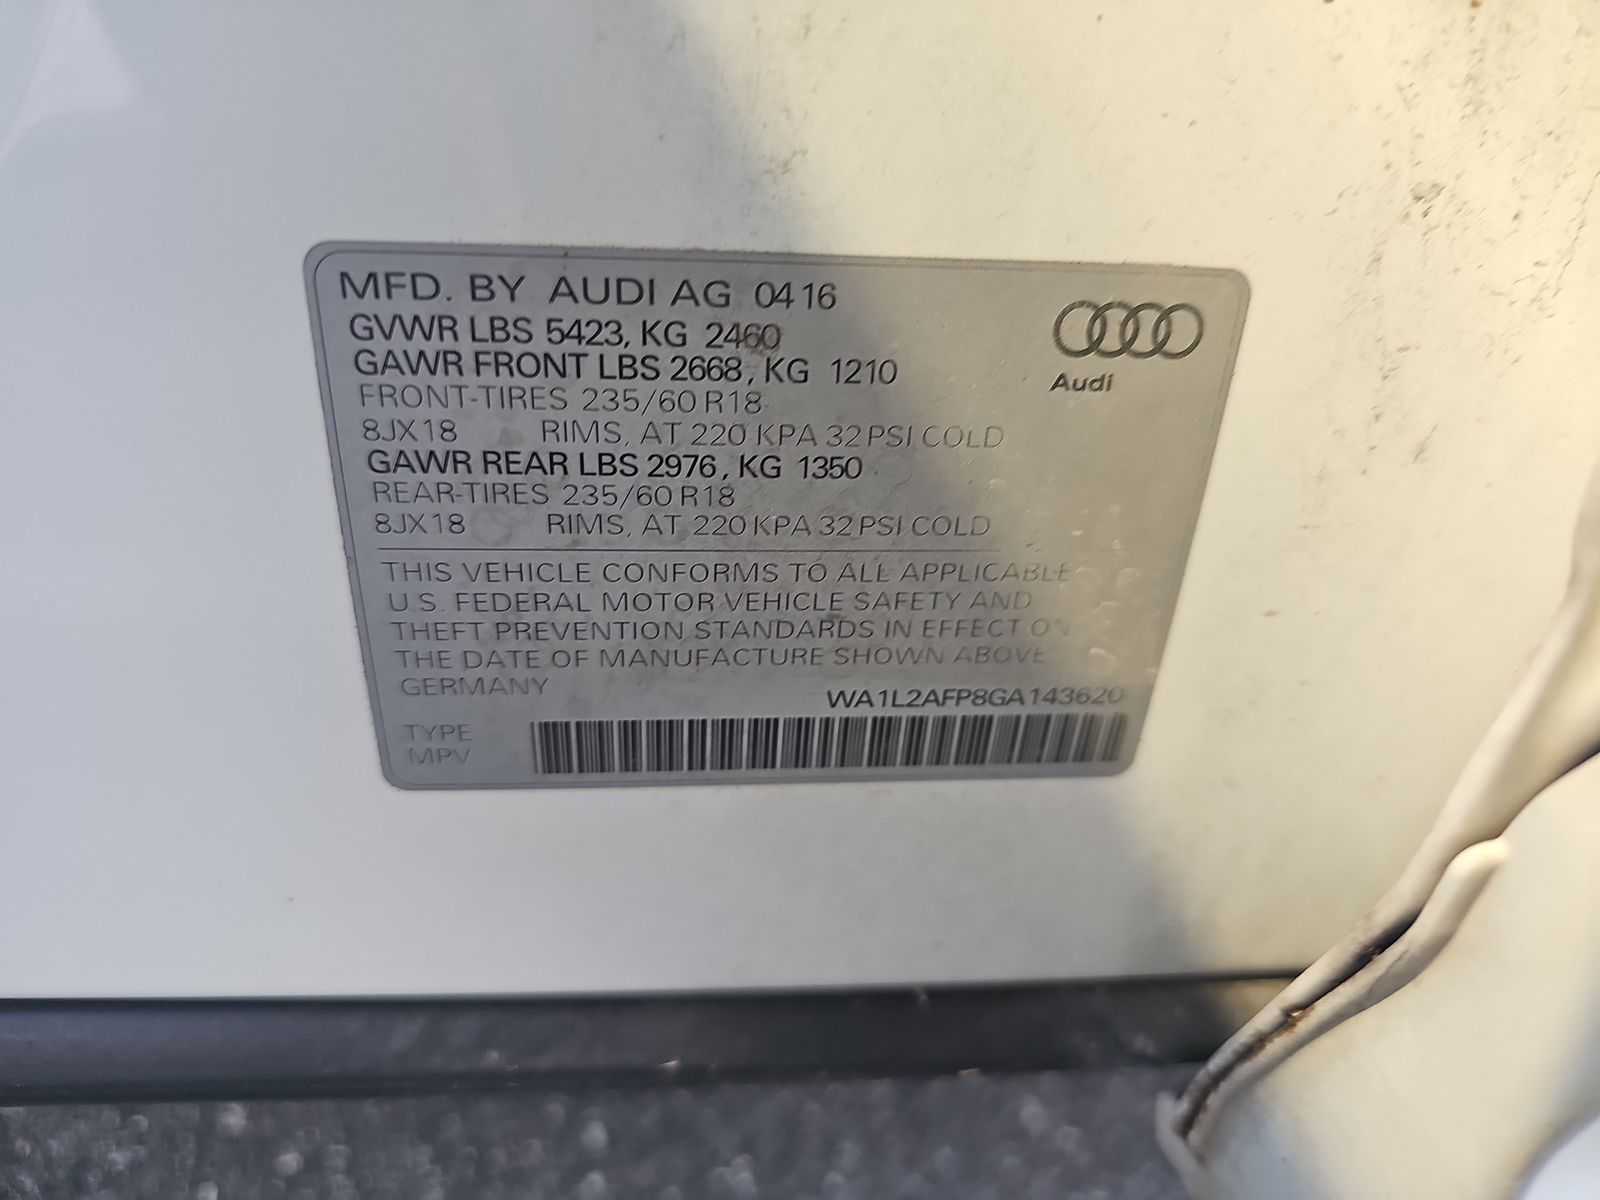 MFD. BY AUDI AG 04 16
GVWR LBS 5423, KG 2460
GAWR FRONT LBS 2668, KG 1210
FRONT-TIRES 235/60 R18
8JX18 RIMS, AT 220 KPA 32 PSI COLD
GAWR REAR LBS 2976, KG 1350
REAR-TIRES 235/60 R18
8JX18 RIMS, AT 220 KPA 32 PSI COLD
Audi
THIS VEHICLE CONFORMS TO ALL APPLICABLE
U.S. FEDERAL MOTOR VEHICLE SAFETY AND
THEFT PREVENTION STANDARDS IN EFFECT ON
THE DATE OF MANUFACTURE SHOWN ABOVE
GERMANY
WA1L2AFP8GA143620
TYPE
MPV